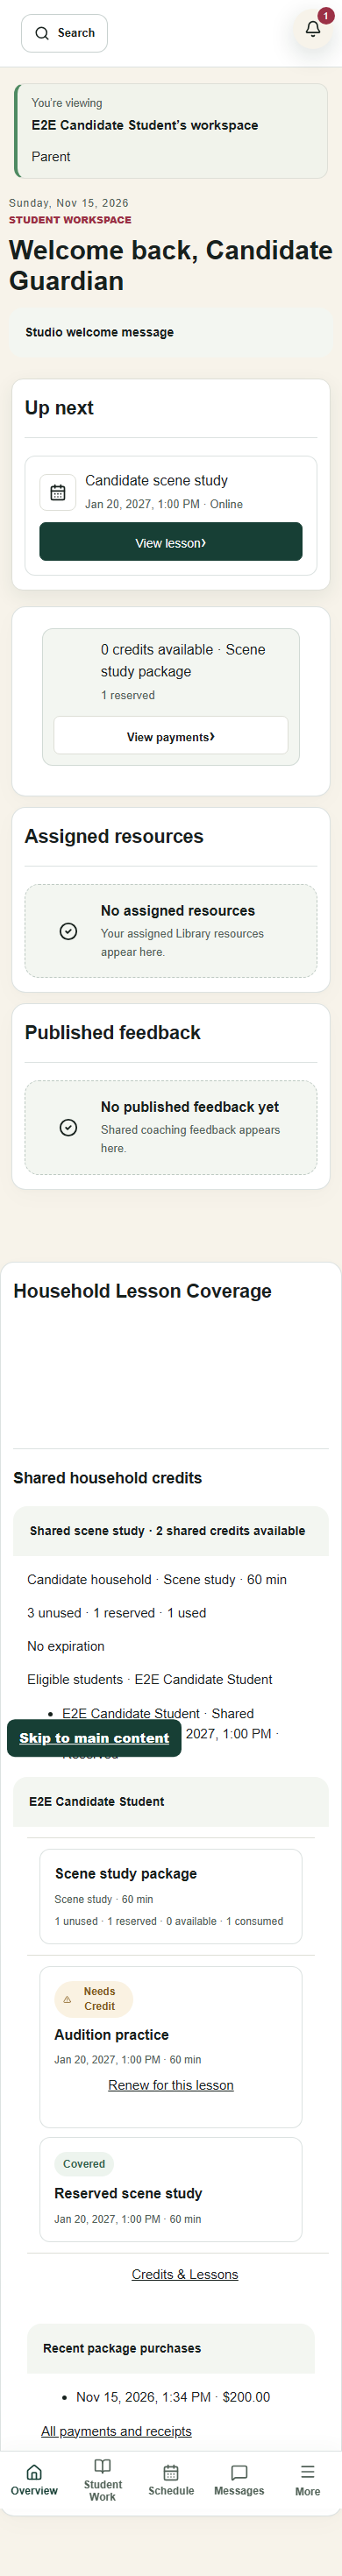 Search
1
You're viewing
E2E Candidate Student's workspace
Parent
Sunday, Nov 15, 2026
STUDENT WORKSPACE
Welcome back, Candidate
Guardian
Studio welcome message
Up next
Candidate scene study
Jan 20, 2027, 1:00 PM · Online
View lesson›
0 credits available · Scene
study package
1 reserved
View payments›
Assigned resources
No assigned resources
Your assigned Library resources
appear here.
Published feedback
No published feedback yet
Shared coaching feedback appears
here.
Household Lesson Coverage
Shared household credits
Shared scene study · 2 shared credits available
Candidate household · Scene study · 60 min
3 unused · 1 reserved · 1 used
No expiration
Eligible students · E2E Candidate Student
• E2E Candidate Student · Shared
Skip to main content
2027, 1:00 PM ·
E2E Candidate Student
Scene study package
Scene study · 60 min
1 unused · 1 reserved · 0 available · 1 consumed
Needs
Credit
Audition practice
Jan 20, 2027, 1:00 PM · 60 min
Renew for this lesson
Covered
Reserved scene study
Jan 20, 2027, 1:00 PM · 60 min
Credits & Lessons
Recent package purchases
• Nov 15, 2026, 1:34 PM · $200.00
All payments and receipts
Overview
Student
Work
Schedule
Messages
More